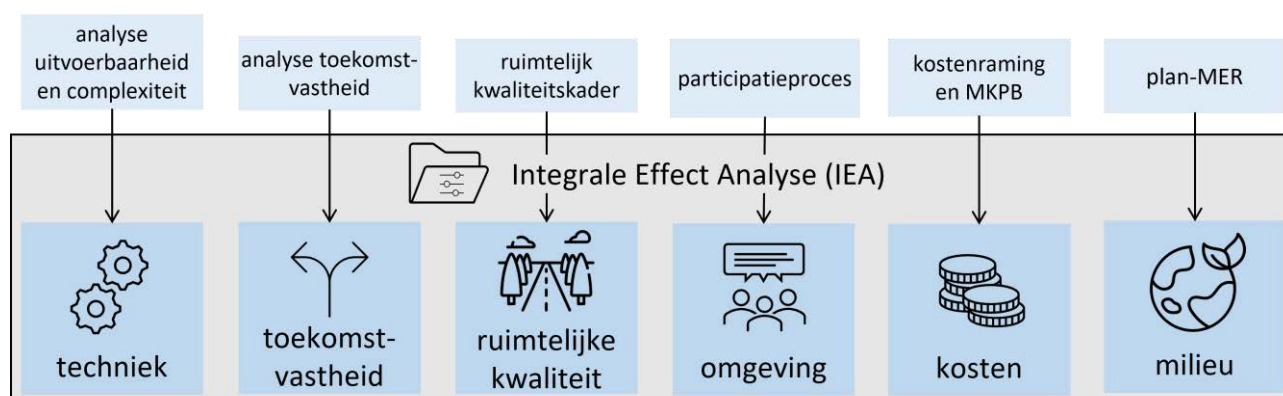 analyse
uitvoerbaarheid
en complexiteit
analyse toekomst-
vastheid
ruimtelijk
kwaliteitskader
participatieproces
kostenraming
en MKPB
plan-MER
Integrale Effect Analyse (IEA)
techniek
toekomst-
vastheid
ruimtelijke
kwaliteit
omgeving
kosten
milieu